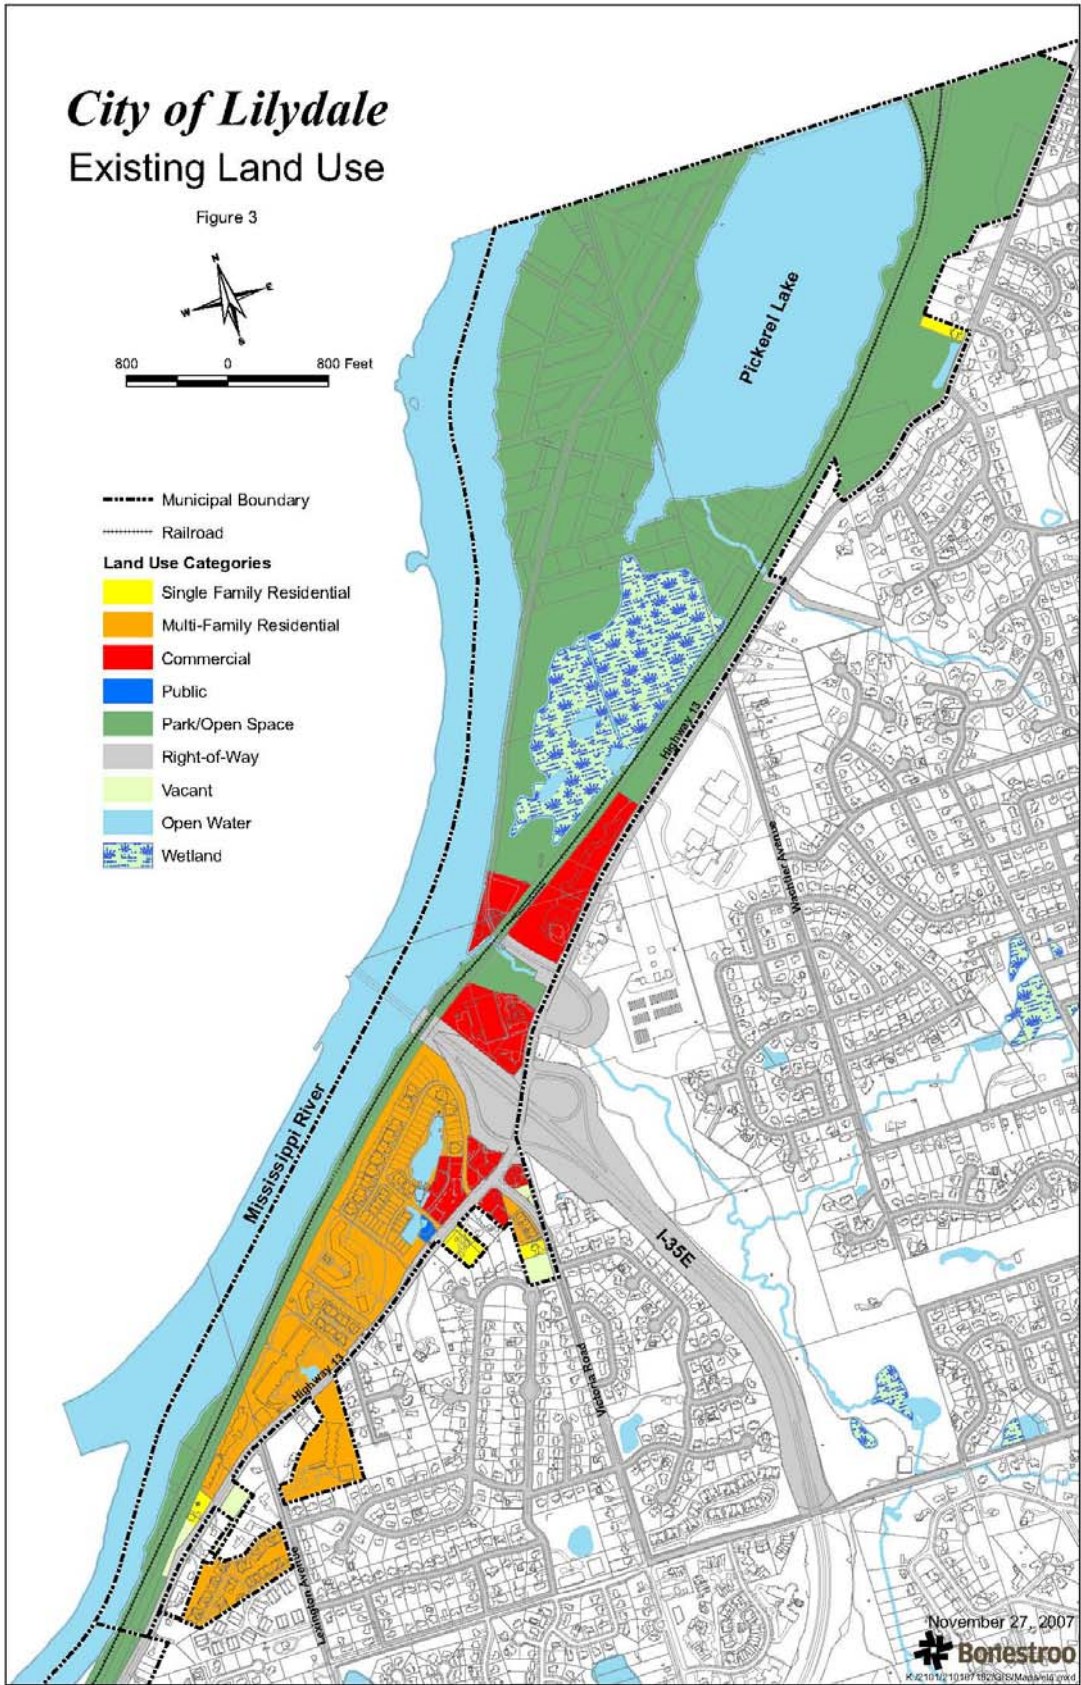 City of Lilydale
Existing Land Use
Figure 3
N
W E
S
800 0 800 Feet
Municipal Boundary
Railroad
Land Use Categories
Single Family Residential
Multi-Family Residential
Commercial
Public
Park/Open Space
Right-of-Way
Vacant
Open Water
Wetland
Pickerel Lake
Highway 13
Wachtler Avenue
Mississippi River
I-35E
Victoria Road
Highway 13
Lexington Avenue
November 27, 2007
Bonestroo